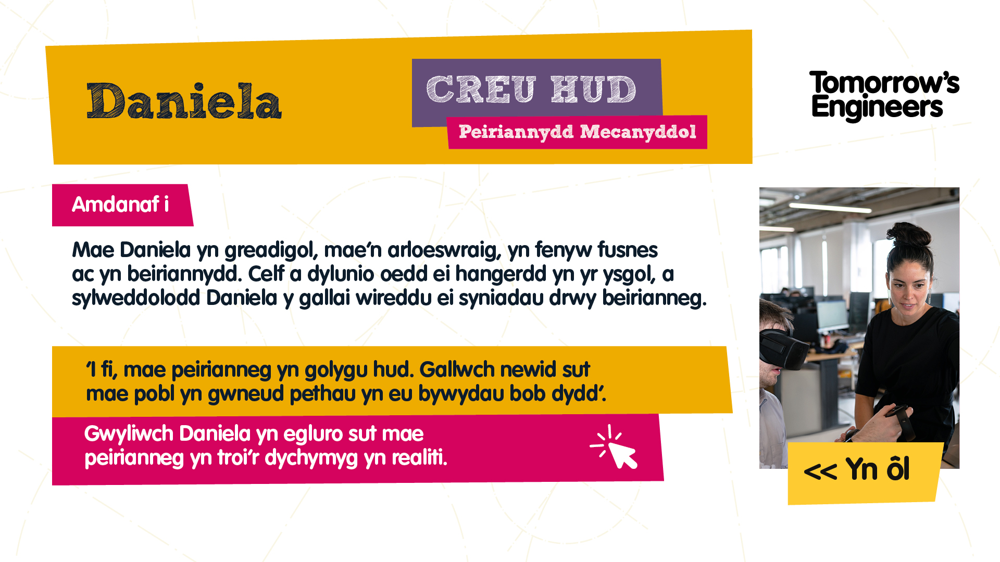 Daniela
CREU HUD
Peiriannydd Mecanyddol
Tomorrow's
Engineers
Amdanaf i
Mae Daniela yn greadigol, mae'n arloeswraig, yn fenyw fusnes
ac yn beiriannydd. Celf a dylunio oedd ei hangerdd yn yr ysgol, a
sylweddolodd Daniela y gallai wireddu ei syniadau drwy beirianneg.
'I fi, mae peirianneg yn golygu hud. Gallwch newid sut
mae pobl yn gwneud pethau yn eu bywydau bob dydd'.
Gwyliwch Daniela yn egluro sut mae
peirianneg yn troi'r dychymyg yn realiti.
<< Yn ôl